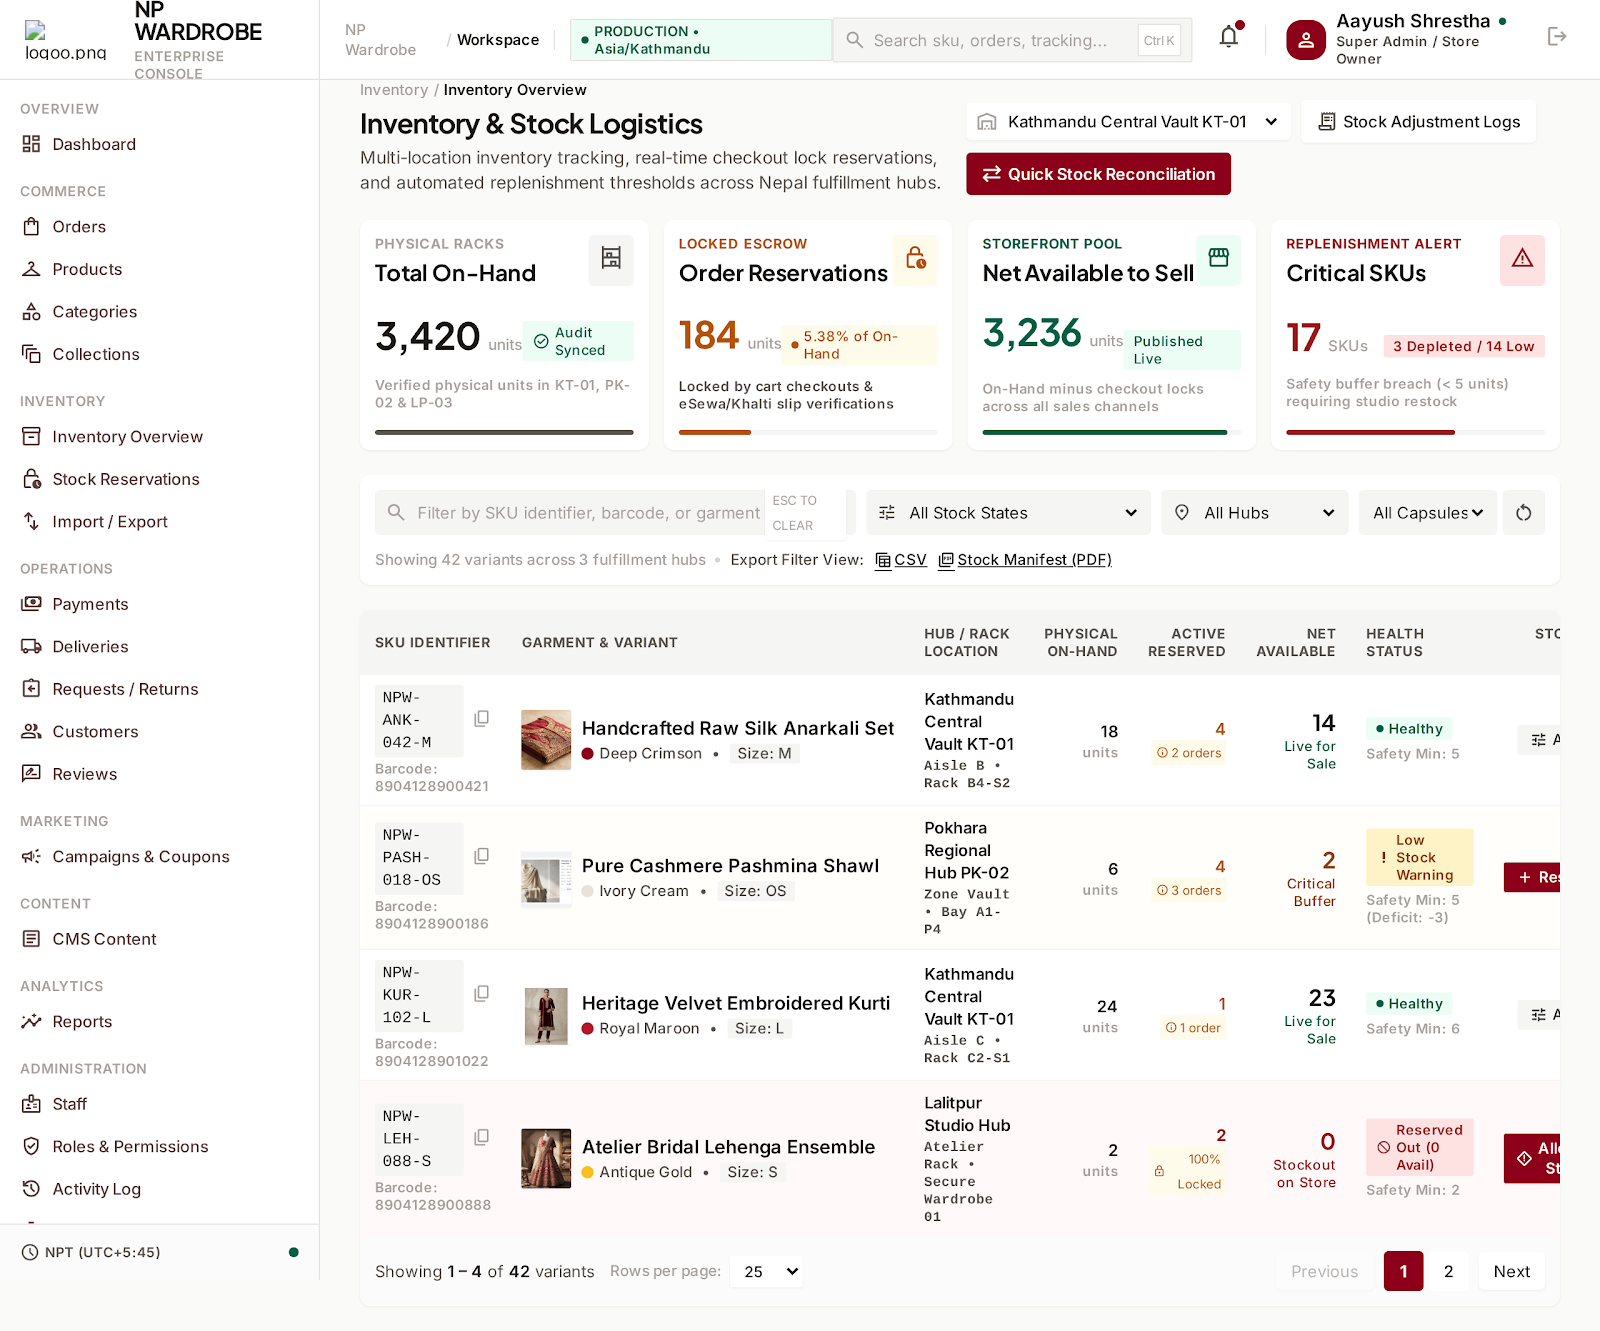 logoo.png
NP
WARDROBE
ENTERPRISE
CONSOLE
NP
Wardrobe
/ Workspace
PRODUCTION •
Asia/Kathmandu
Search sku, orders, tracking...
Ctrl K
Aayush Shrestha
Super Admin / Store
Owner
OVERVIEW
Dashboard
COMMERCE
Orders
Products
Categories
Collections
INVENTORY
Inventory Overview
Stock Reservations
Import / Export
OPERATIONS
Payments
Deliveries
Requests / Returns
Customers
Reviews
MARKETING
Campaigns & Coupons
CONTENT
CMS Content
ANALYTICS
Reports
ADMINISTRATION
Staff
Roles & Permissions
Activity Log
NPT (UTC+5:45)
Inventory / Inventory Overview
Inventory & Stock Logistics
Multi-location inventory tracking, real-time checkout lock reservations,
and automated replenishment thresholds across Nepal fulfillment hubs.
Kathmandu Central Vault KT-01
Stock Adjustment Logs
Quick Stock Reconciliation
PHYSICAL RACKS
Total On-Hand
3,420 units
Audit
Synced
Verified physical units in KT-01, PK-
02 & LP-03
LOCKED ESCROW
Order Reservations
184 units
5.38% of On-
Hand
Locked by cart checkouts &
eSewa/Khalti slip verifications
STOREFRONT POOL
Net Available to Sell
3,236 units
Published
Live
On-Hand minus checkout locks
across all sales channels
REPLENISHMENT ALERT
Critical SKUs
17 SKUs
3 Depleted / 14 Low
Safety buffer breach (< 5 units)
requiring studio restock
Filter by SKU identifier, barcode, or garment
ESC TO
CLEAR
All Stock States
All Hubs
All Capsules
Showing 42 variants across 3 fulfillment hubs • Export Filter View: CSV Stock Manifest (PDF)
SKU IDENTIFIER
GARMENT & VARIANT
HUB / RACK
LOCATION
PHYSICAL
ON-HAND
ACTIVE
RESERVED
NET
AVAILABLE
HEALTH
STATUS
STO
NPW-
ANK-
042-M
Barcode:
8904128900421
Handcrafted Raw Silk Anarkali Set
Deep Crimson • Size: M
Kathmandu
Central
Vault KT-01
Aisle B •
Rack B4-S2
18
units
4
2 orders
14
Live for
Sale
Healthy
Safety Min: 5
A
NPW-
PASH-
018-OS
Barcode:
8904128900186
Pure Cashmere Pashmina Shawl
Ivory Cream • Size: OS
Pokhara
Regional
Hub PK-02
Zone Vault
• Bay A1-
P4
6
units
4
3 orders
2
Critical
Buffer
Low
Stock
Warning
Safety Min: 5
(Deficit: -3)
+ Res
NPW-
KUR-
102-L
Barcode:
8904128901022
Heritage Velvet Embroidered Kurti
Royal Maroon • Size: L
Kathmandu
Central
Vault KT-01
Aisle C •
Rack C2-S1
24
units
1
1 order
23
Live for
Sale
Healthy
Safety Min: 6
A
NPW-
LEH-
088-S
Barcode:
8904128900888
Atelier Bridal Lehenga Ensemble
Antique Gold • Size: S
Lalitpur
Studio Hub
Atelier
Rack •
Secure
Wardrobe
01
2
units
2
100%
Locked
0
Stockout
on Store
Reserved
Out (0
Avail)
Safety Min: 2
Allo
St
Showing 1 – 4 of 42 variants
Rows per page: 25
Previous 1 2 Next